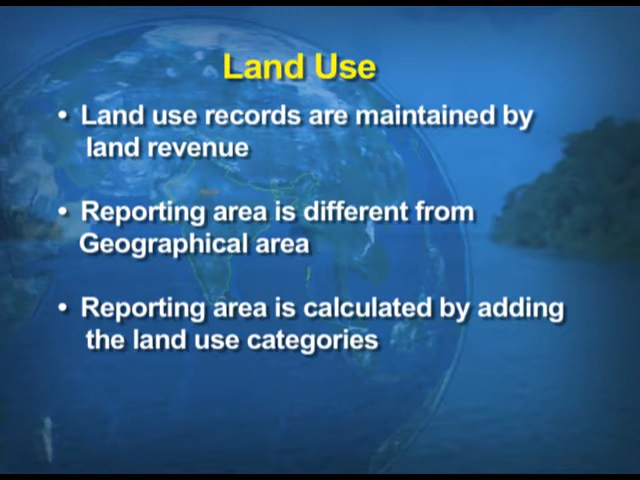 Land Use
• Land use records are maintained by
land revenue
• Reporting area is different from
Geographical area
• Reporting area is calculated by adding
the land use categories